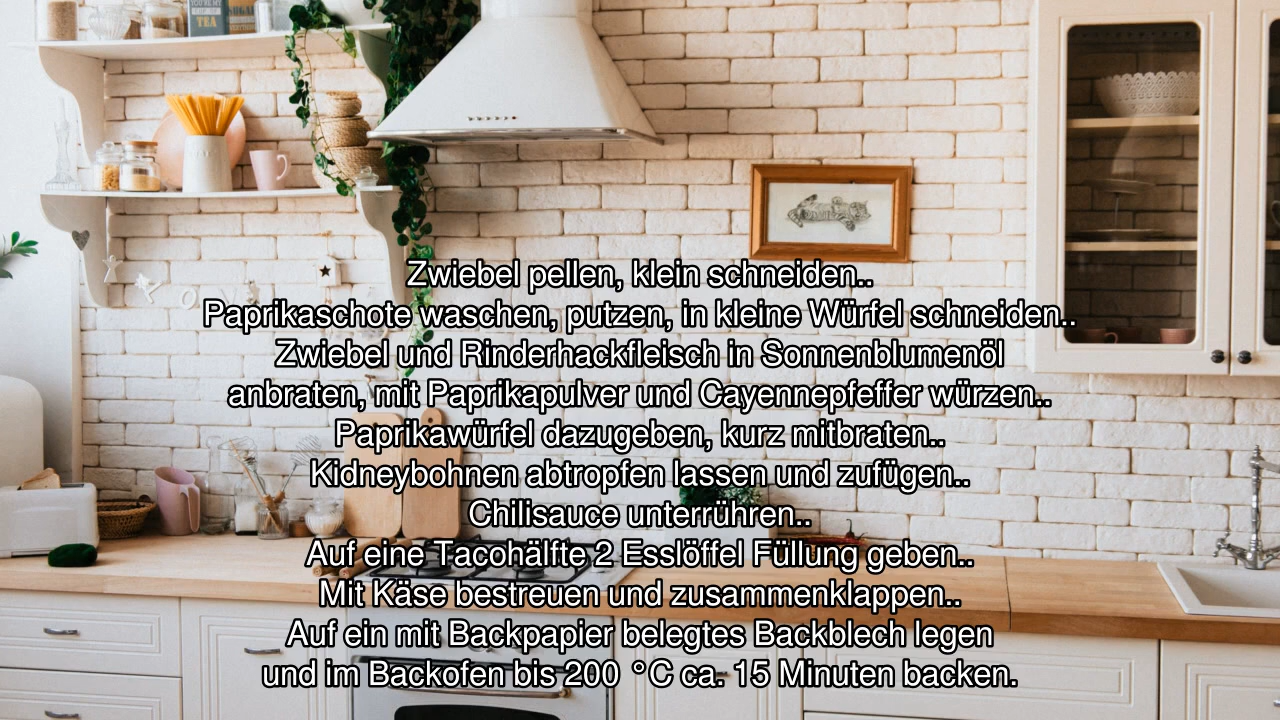 TEA
Zwiebel pellen, klein schneiden..
Paprikaschote waschen, putzen, in kleine Würfel schneiden..
Zwiebel und Rinderhackfleisch in Sonnenblumenöl
anbraten, mit Paprikapulver und Cayennepfeffer würzen..
Paprikawürfel dazugeben, kurz mitbraten..
Kidneybohnen abtropfen lassen und zufügen..
Chilisauce unterrühren..
Auf eine Tacohälfte 2 Esslöffel Füllung geben..
Mit Käse bestreuen und zusammenklappen..
Auf ein mit Backpapier belegtes Backblech legen
und im Backofen bis 200 °C ca. 15 Minuten backen.